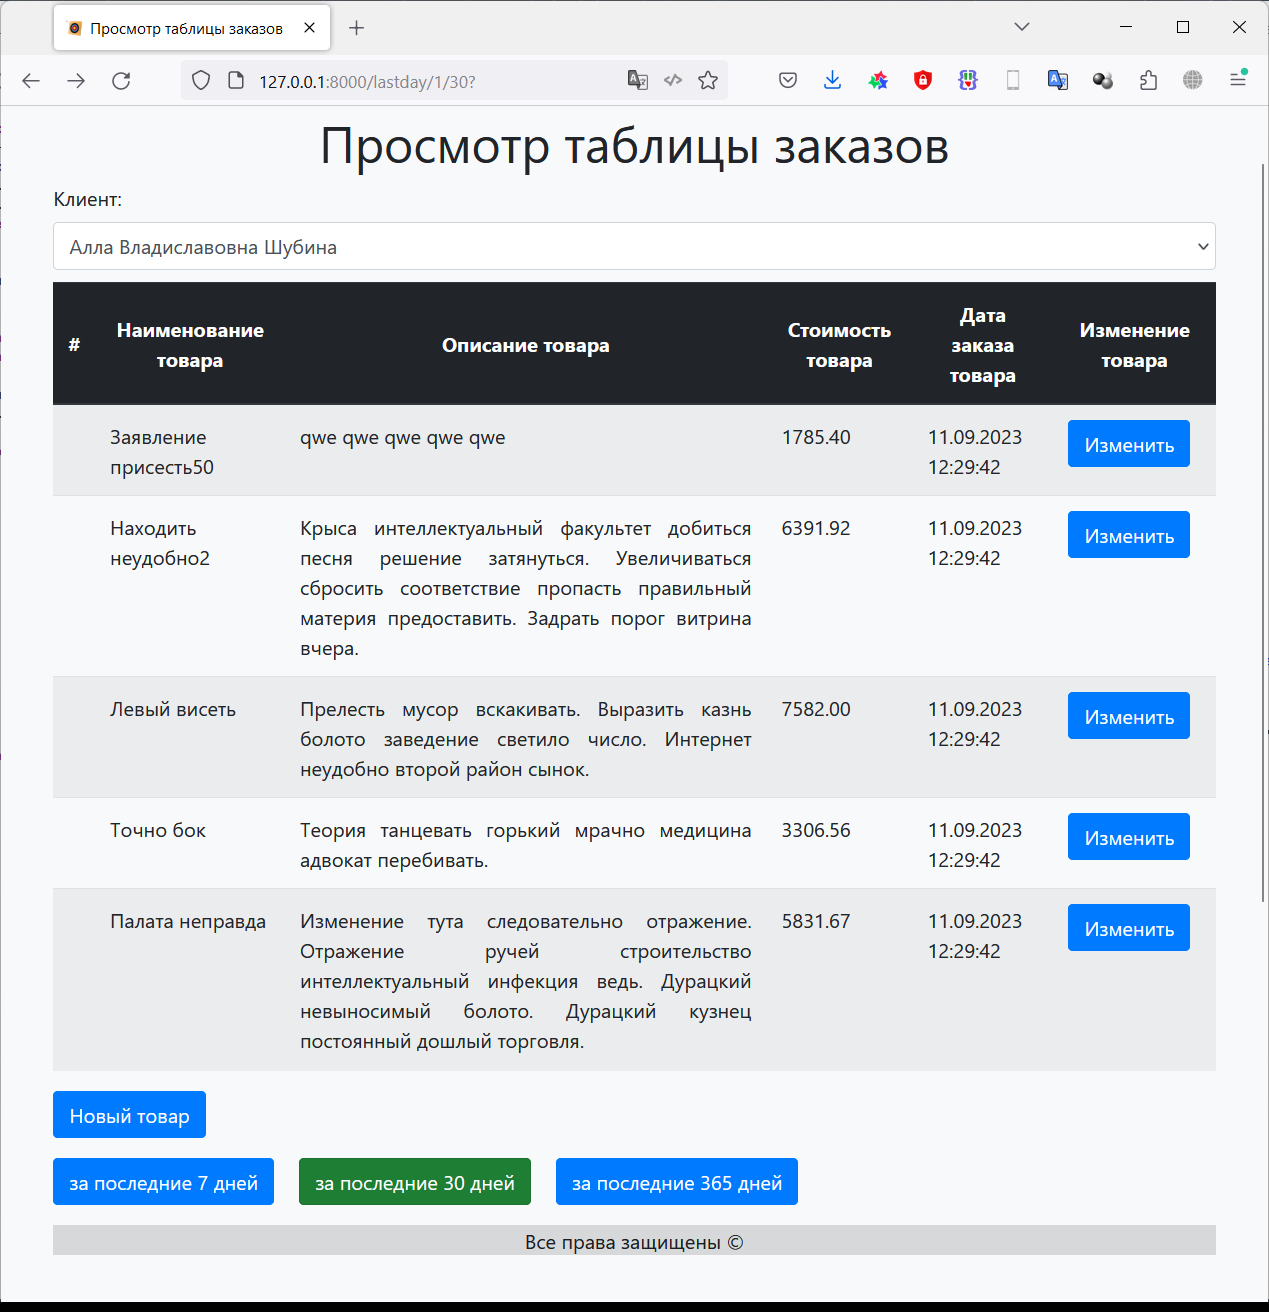 Просмотр таблицы заказов
127.0.0.1:8000/lastday/1/30?
Просмотр таблицы заказов
Клиент:
Алла Владиславовна Шубина
#
Наименование
товара
Описание товара
Стоимость
товара
Дата
заказа
товара
Изменение
товара
Заявление
присесть50
qwe qwe qwe qwe qwe
1785.40
11.09.2023
12:29:42
Изменить
Находить
неудобно2
Крыса интеллектуальный факультет добиться
песня решение затянуться. Увеличиваться
сбросить соответствие пропасть правильный
материя предоставить. Задрать порог витрина
вчера.
6391.92
11.09.2023
12:29:42
Изменить
Левый висеть
Прелесть мусор вскакивать. Выразить казнь
болото заведение светило число. Интернет
неудобно второй район сынок.
7582.00
11.09.2023
12:29:42
Изменить
Точно бок
Теория танцевать горький мрачно медицина
адвокат перебивать.
3306.56
11.09.2023
12:29:42
Изменить
Палата неправда
Изменение тута следовательно отражение.
Отражение ручей строительство
интеллектуальный инфекция ведь. Дурацкий
невыносимый болото. Дурацкий кузнец
постоянный дошлый торговля.
5831.67
11.09.2023
12:29:42
Изменить
Новый товар
за последние 7 дней
за последние 30 дней
за последние 365 дней
Все права защищены ©